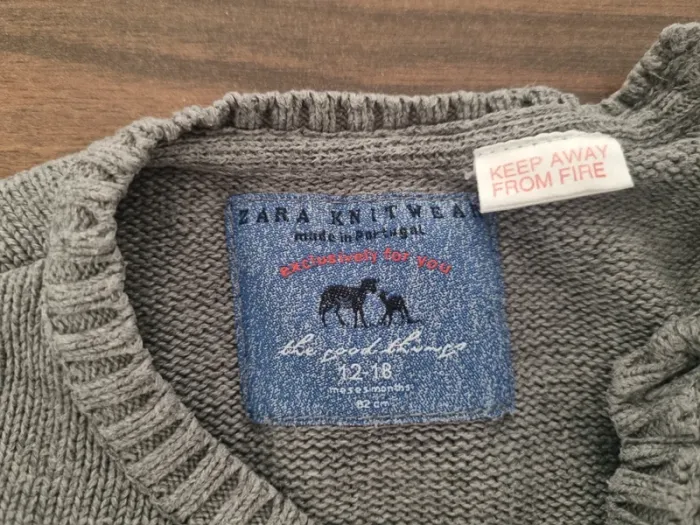 ZARA KNITWEAR
made in Portugal
exclusively for you
the good things
12-18
meses months
82 cm
KEEP AWAY
FROM FIRE